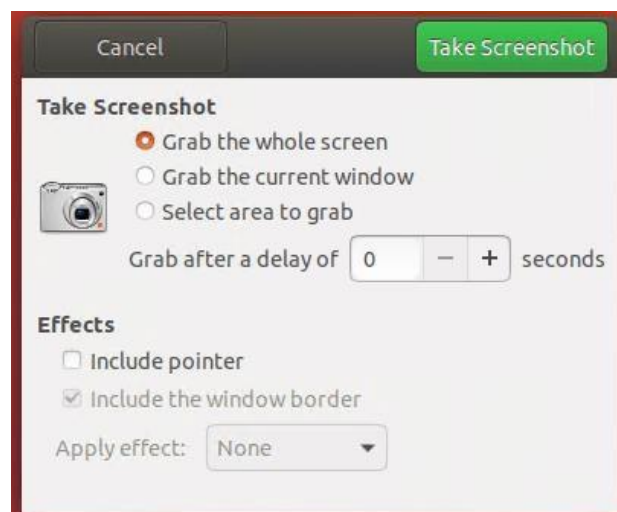 Cancel Take Screenshot
Take Screenshot
Grab the whole screen
Grab the current window
Select area to grab
Grab after a delay of 0 − + seconds
Effects
Include pointer
Include the window border
Apply effect: None